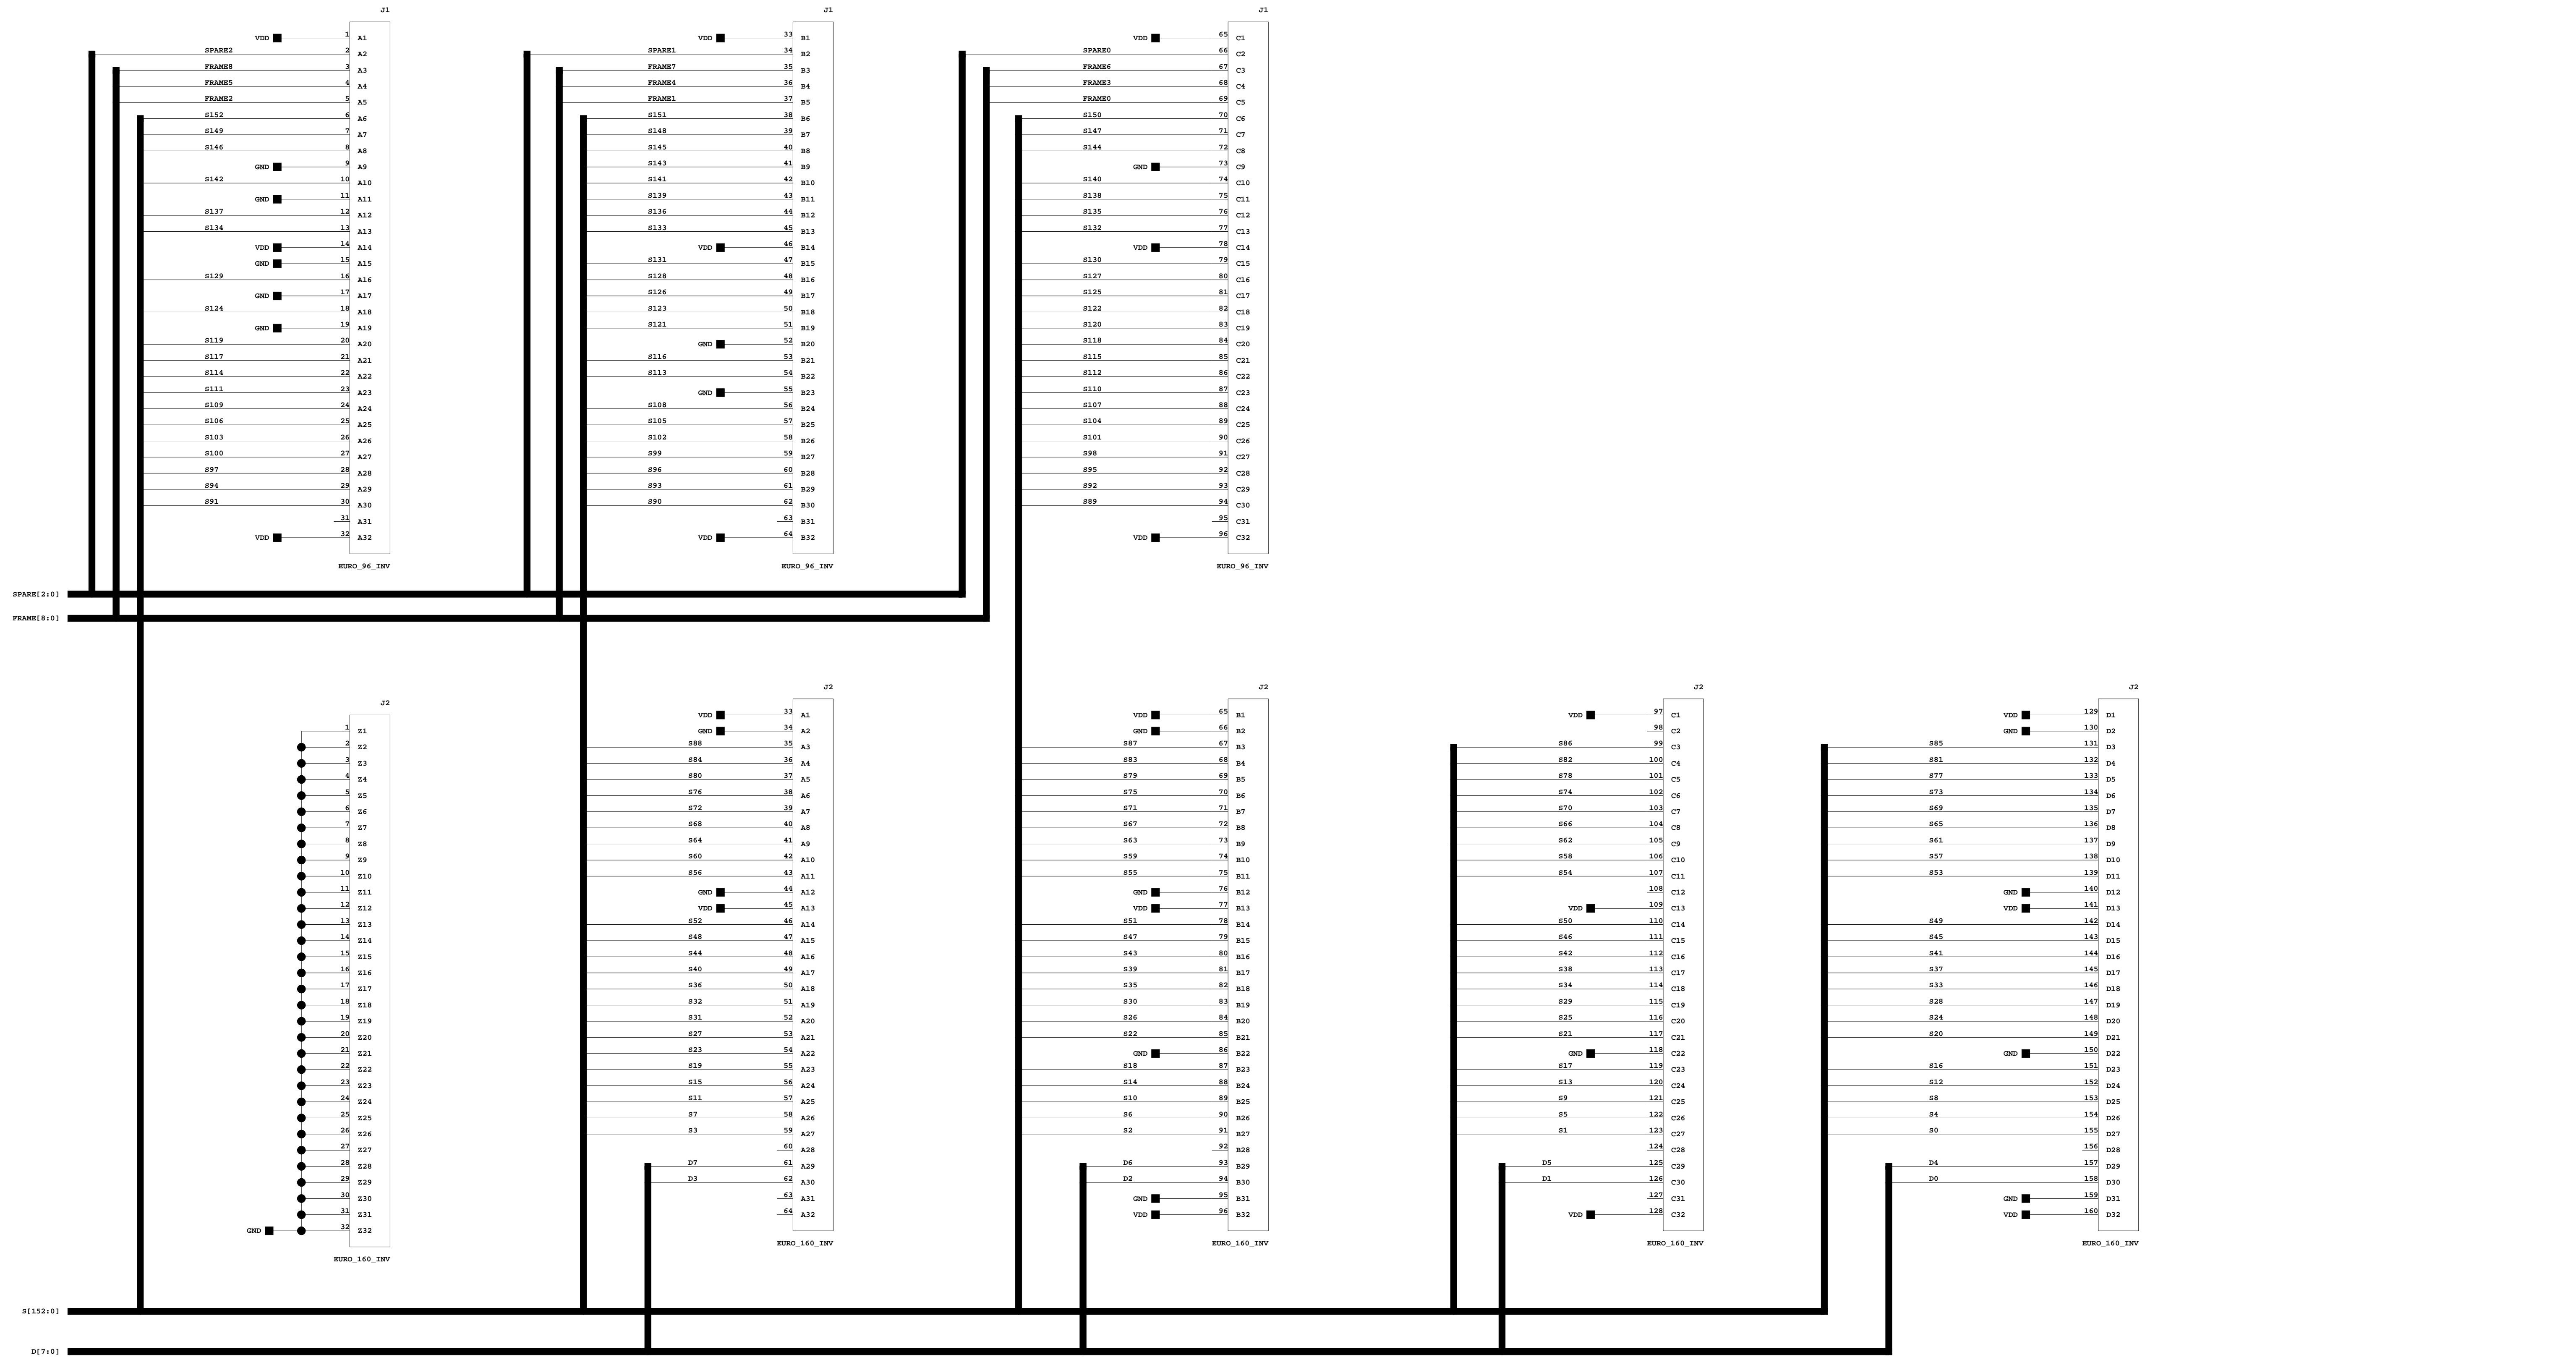 J1 J1 J1
VDD 1 A1 VDD 33 B1 VDD 65 C1
SPARE2 2 A2 SPARE1 34 B2 SPARE0 66 C2
FRAME8 3 A3 FRAME7 35 B3 FRAME6 67 C3
FRAME5 4 A4 FRAME4 36 B4 FRAME3 68 C4
FRAME2 5 A5 FRAME1 37 B5 FRAME0 69 C5
S152 6 A6 S151 38 B6 S150 70 C6
S149 7 A7 S148 39 B7 S147 71 C7
S146 8 A8 S145 40 B8 S144 72 C8
GND 9 A9 S143 41 B9 GND 73 C9
S142 10 A10 S141 42 B10 S140 74 C10
GND 11 A11 S139 43 B11 S138 75 C11
S137 12 A12 S136 44 B12 S135 76 C12
S134 13 A13 S133 45 B13 S132 77 C13
VDD 14 A14 VDD 46 B14 VDD 78 C14
GND 15 A15 S131 47 B15 S130 79 C15
S129 16 A16 S128 48 B16 S127 80 C16
GND 17 A17 S126 49 B17 S125 81 C17
S124 18 A18 S123 50 B18 S122 82 C18
GND 19 A19 S121 51 B19 S120 83 C19
S119 20 A20 GND 52 B20 S118 84 C20
S117 21 A21 S116 53 B21 S115 85 C21
S114 22 A22 S113 54 B22 S112 86 C22
S111 23 A23 GND 55 B23 S110 87 C23
S109 24 A24 S108 56 B24 S107 88 C24
S106 25 A25 S105 57 B25 S104 89 C25
S103 26 A26 S102 58 B26 S101 90 C26
S100 27 A27 S99 59 B27 S98 91 C27
S97 28 A28 S96 60 B28 S95 92 C28
S94 29 A29 S93 61 B29 S92 93 C29
S91 30 A30 S90 62 B30 S89 94 C30
31 A31 63 B31 95 C31
VDD 32 A32 VDD 64 B32 VDD 96 C32
EURO_96_INV EURO_96_INV EURO_96_INV
SPARE[2:0]
FRAME[8:0]
J2 J2 J2 J2 J2
VDD 33 A1 VDD 65 B1 VDD 97 C1 VDD 129 D1
1 Z1 GND 34 A2 GND 66 B2 98 C2 GND 130 D2
2 Z2 S88 35 A3 S87 67 B3 S86 99 C3 S85 131 D3
3 Z3 S84 36 A4 S83 68 B4 S82 100 C4 S81 132 D4
4 Z4 S80 37 A5 S79 69 B5 S78 101 C5 S77 133 D5
5 Z5 S76 38 A6 S75 70 B6 S74 102 C6 S73 134 D6
6 Z6 S72 39 A7 S71 71 B7 S70 103 C7 S69 135 D7
7 Z7 S68 40 A8 S67 72 B8 S66 104 C8 S65 136 D8
8 Z8 S64 41 A9 S63 73 B9 S62 105 C9 S61 137 D9
9 Z9 S60 42 A10 S59 74 B10 S58 106 C10 S57 138 D10
10 Z10 S56 43 A11 S55 75 B11 S54 107 C11 S53 139 D11
11 Z11 GND 44 A12 GND 76 B12 108 C12 GND 140 D12
12 Z12 VDD 45 A13 VDD 77 B13 VDD 109 C13 VDD 141 D13
13 Z13 S52 46 A14 S51 78 B14 S50 110 C14 S49 142 D14
14 Z14 S48 47 A15 S47 79 B15 S46 111 C15 S45 143 D15
15 Z15 S44 48 A16 S43 80 B16 S42 112 C16 S41 144 D16
16 Z16 S40 49 A17 S39 81 B17 S38 113 C17 S37 145 D17
17 Z17 S36 50 A18 S35 82 B18 S34 114 C18 S33 146 D18
18 Z18 S32 51 A19 S30 83 B19 S29 115 C19 S28 147 D19
19 Z19 S31 52 A20 S26 84 B20 S25 116 C20 S24 148 D20
20 Z20 S27 53 A21 S22 85 B21 S21 117 C21 S20 149 D21
21 Z21 S23 54 A22 GND 86 B22 GND 118 C22 GND 150 D22
22 Z22 S19 55 A23 S18 87 B23 S17 119 C23 S16 151 D23
23 Z23 S15 56 A24 S14 88 B24 S13 120 C24 S12 152 D24
24 Z24 S11 57 A25 S10 89 B25 S9 121 C25 S8 153 D25
25 Z25 S7 58 A26 S6 90 B26 S5 122 C26 S4 154 D26
26 Z26 S3 59 A27 S2 91 B27 S1 123 C27 S0 155 D27
27 Z27 60 A28 92 B28 124 C28 156 D28
28 Z28 D7 61 A29 D6 93 B29 D5 125 C29 D4 157 D29
29 Z29 D3 62 A30 D2 94 B30 D1 126 C30 D0 158 D30
30 Z30 63 A31 GND 95 B31 127 C31 GND 159 D31
31 Z31 64 A32 VDD 96 B32 VDD 128 C32 VDD 160 D32
GND 32 Z32
EURO_160_INV EURO_160_INV EURO_160_INV EURO_160_INV EURO_160_INV
S[152:0]
D[7:0]